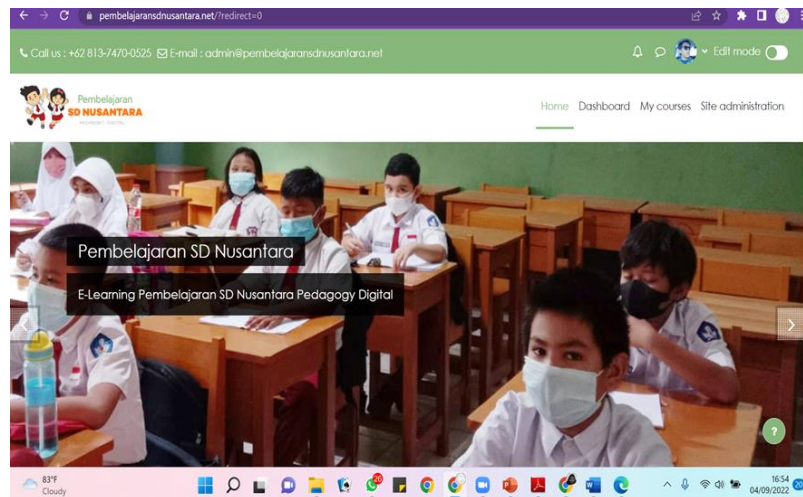 pembelajaransdnusantara.net/?redirect=0
Call us : +62 813-7470-0525 E-mail : admin@pembelajaransdnusantara.net
Edit mode
Pembelajaran
SD NUSANTARA
Home Dashboard My courses Site administration
Pembelajaran SD Nusantara
E-Learning Pembelajaran SD Nusantara Pedagogy Digital
?
83°F
Cloudy
26
16:54
04/09/2022
20